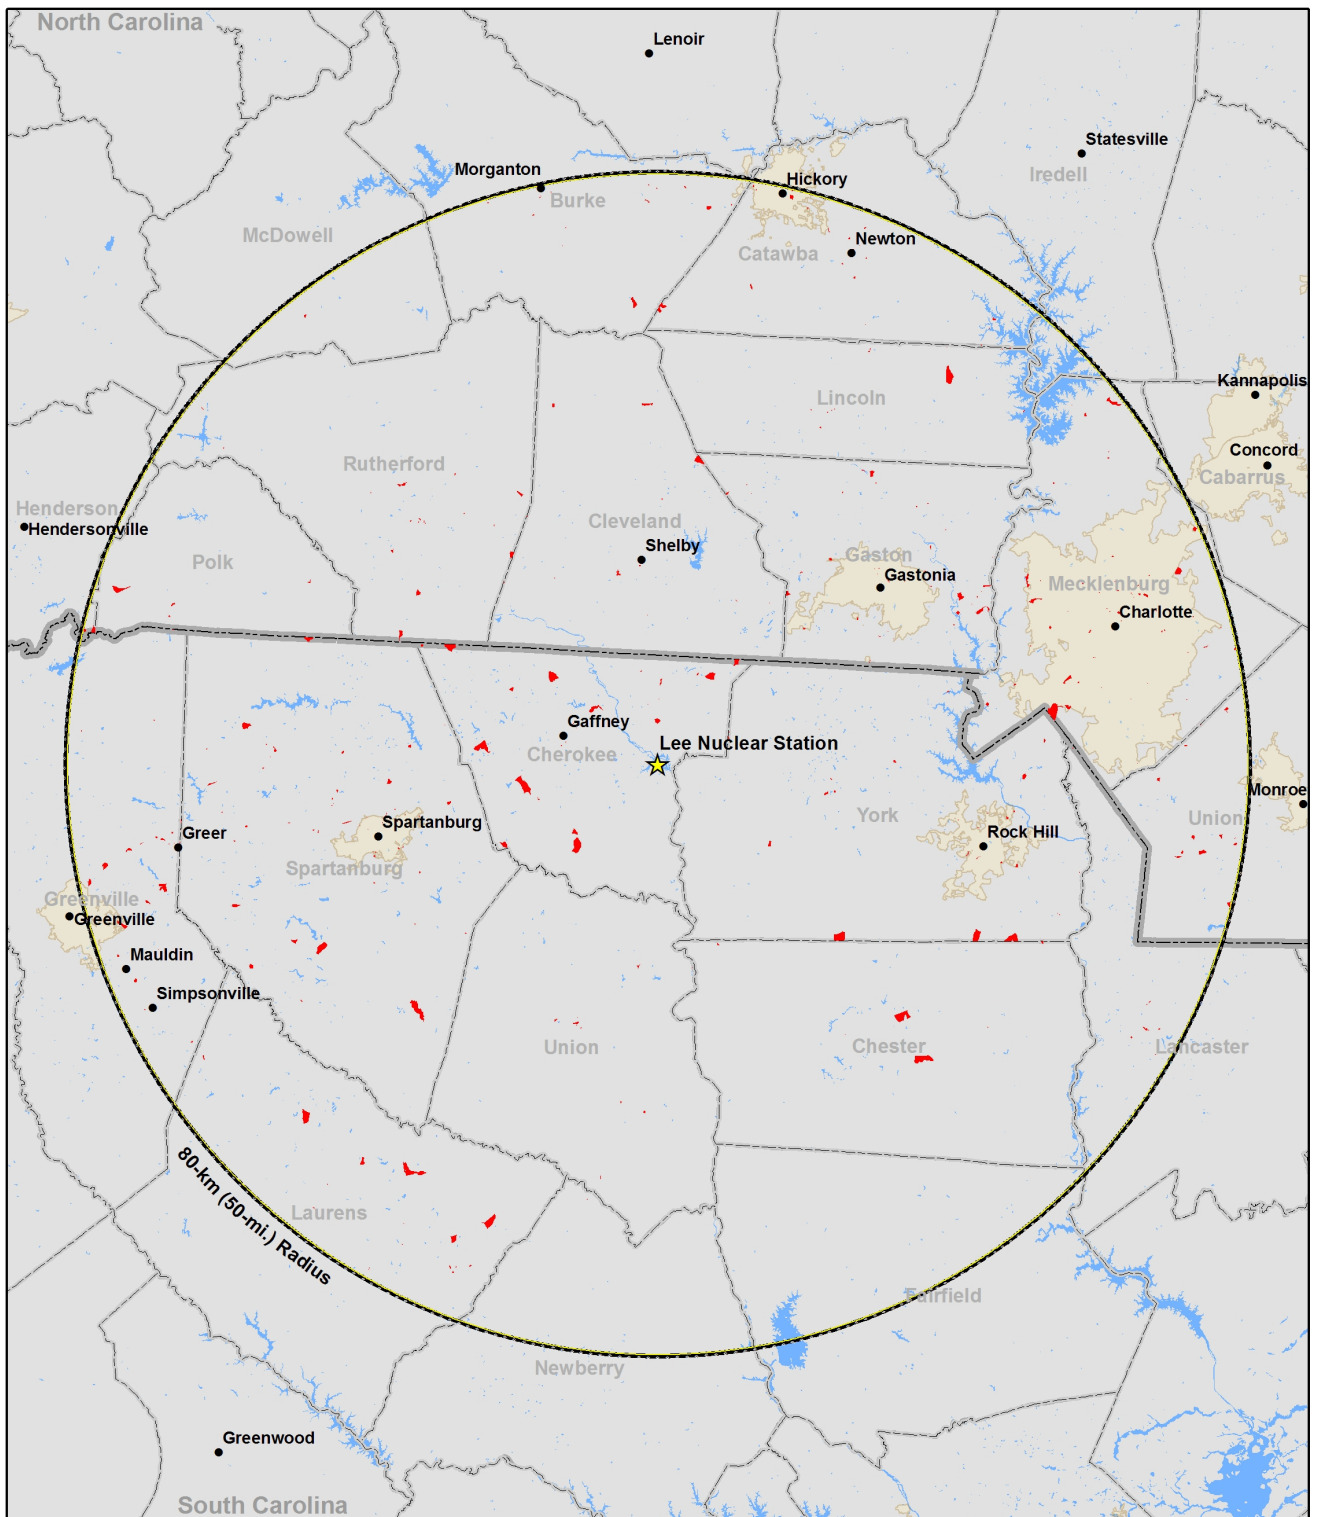 North Carolina
Lenoir
Statesville
Iredell
Morganton
Hickory
Burke
McDowell
Newton
Catawba
Kannapolis
Lincoln
Concord
Rutherford
Cabarrus
Henderson
Hendersonville
Cleveland
Shelby
Polk
Gaston
Gastonia
Mecklenburg
Charlotte
Gaffney
Lee Nuclear Station
Cherokee
Monroe
York
Union
Spartanburg
Greer
Rock Hill
Spartanburg
Greenville
Greenville
Mauldin
Simpsonville
Union
Chester
Lancaster
80-km (50-mi.) Radius
Laurens
Fairfield
Newberry
Greenwood
South Carolina